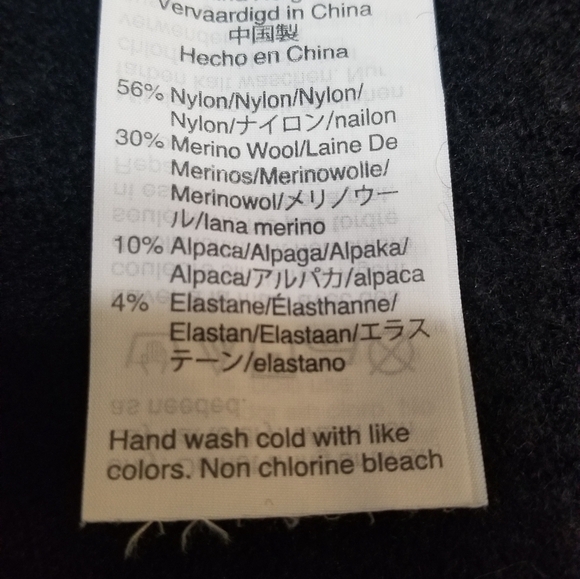 Vervaardigd in China
中国製
Hecho en China
56% Nylon/Nylon/Nylon/
Nylon/ナイロン/nailon
30% Merino Wool/Laine De
Merinos/Merinowolle/
Merinowol/メリノウー
ル/lana merino
10% Alpaca/Alpaga/Alpaka/
Alpaca/アルパカ/alpaca
4% Elastane/Élasthanne/
Elastan/Elastaan/エラス
テーン/elastano
as needed.
Hand wash cold with like
colors. Non chlorine bleach